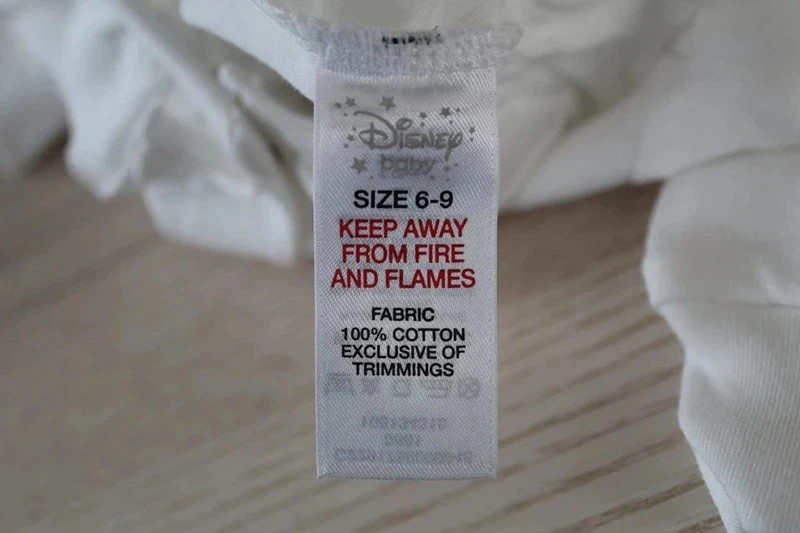 Disney
baby
SIZE 6-9
KEEP AWAY
FROM FIRE
AND FLAMES
FABRIC
100% COTTON
EXCLUSIVE OF
TRIMMINGS